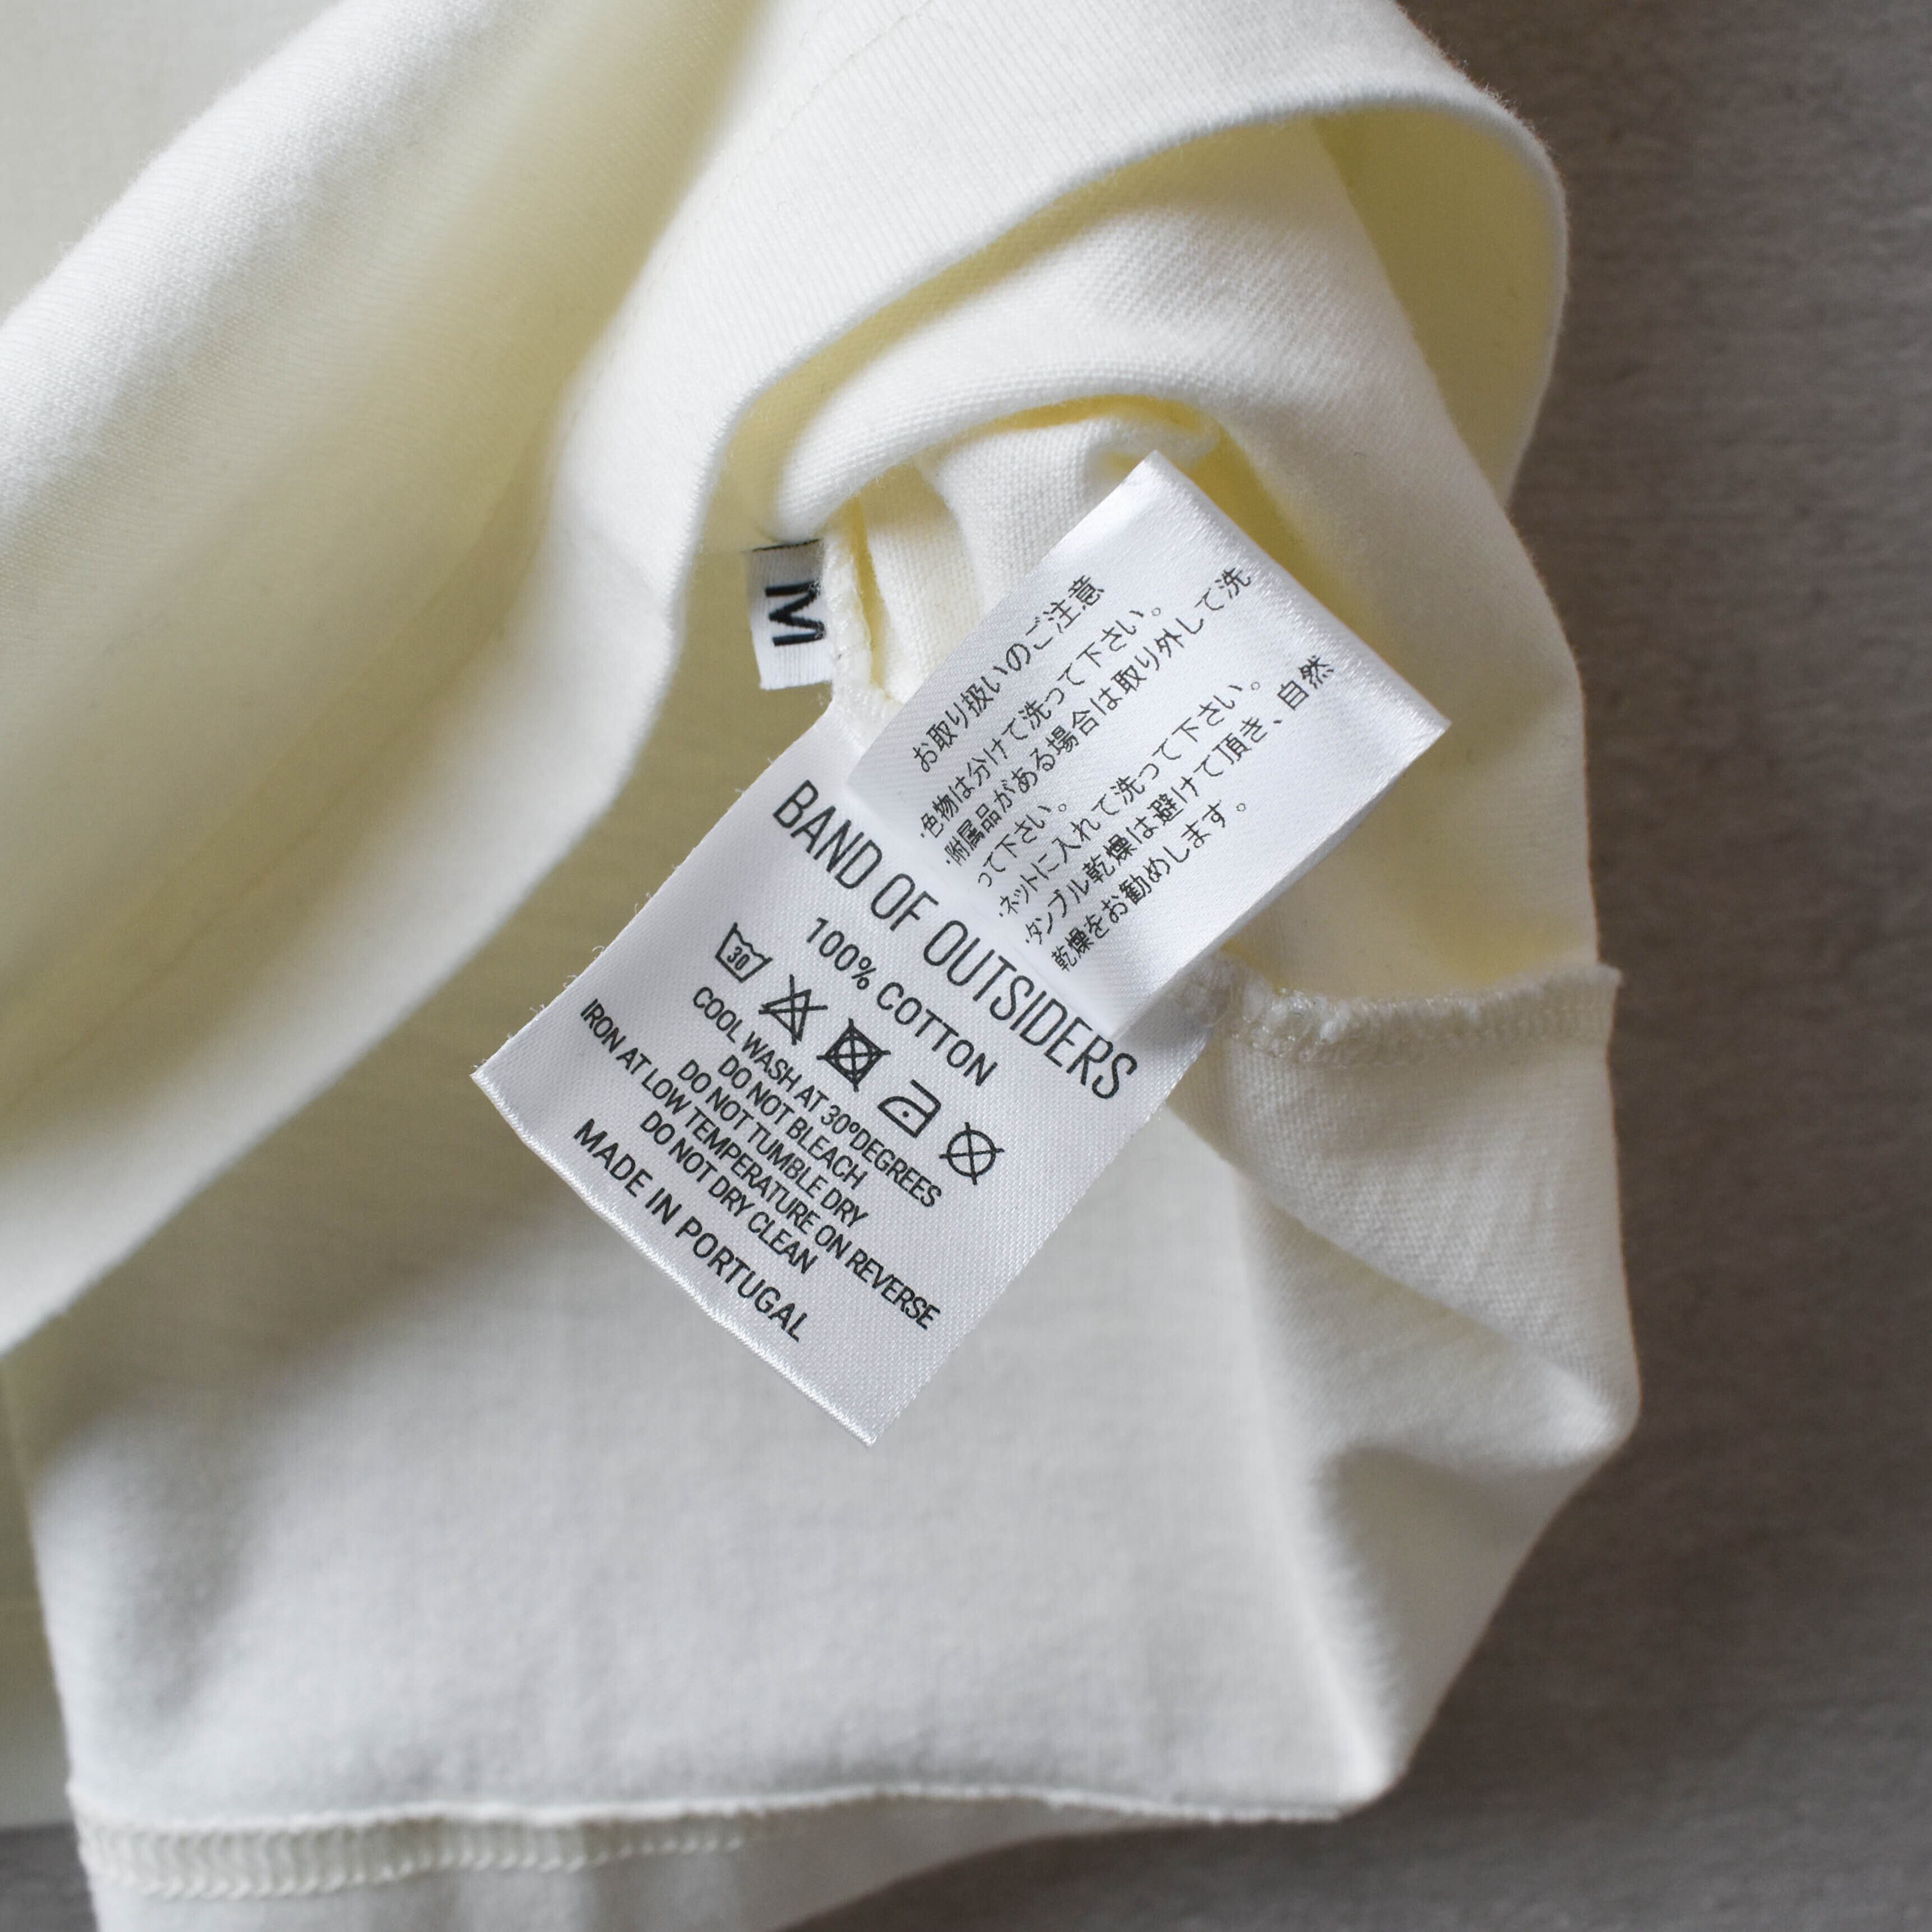 M
お取り扱いのご注意
・色物は分けて洗って下さい。
・附属品がある場合は取り外して洗
って下さい。
・ネットに入れて洗って下さい。
・タンブル乾燥は避けて頂き、自然
乾燥をお勧めします。
BAND OF OUTSIDERS
100% COTTON
30
COOL WASH AT 30ºDEGREES
DO NOT BLEACH
DO NOT TUMBLE DRY
IRON AT LOW TEMPERATURE ON REVERSE
DO NOT DRY CLEAN
MADE IN PORTUGAL